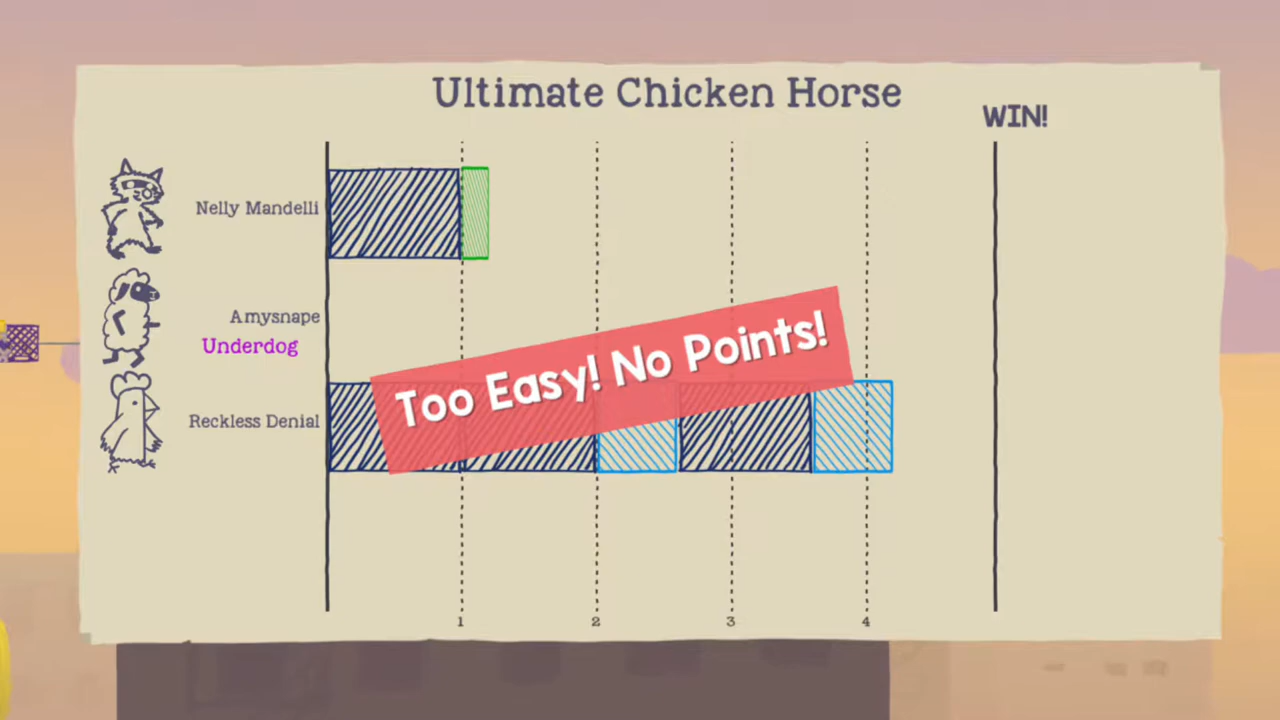 Ultimate Chicken Horse
WIN!
Nelly Mandelli
Amysnape
Underdog
Too Easy! No Points!
Reckless Denial
1 2 3 4